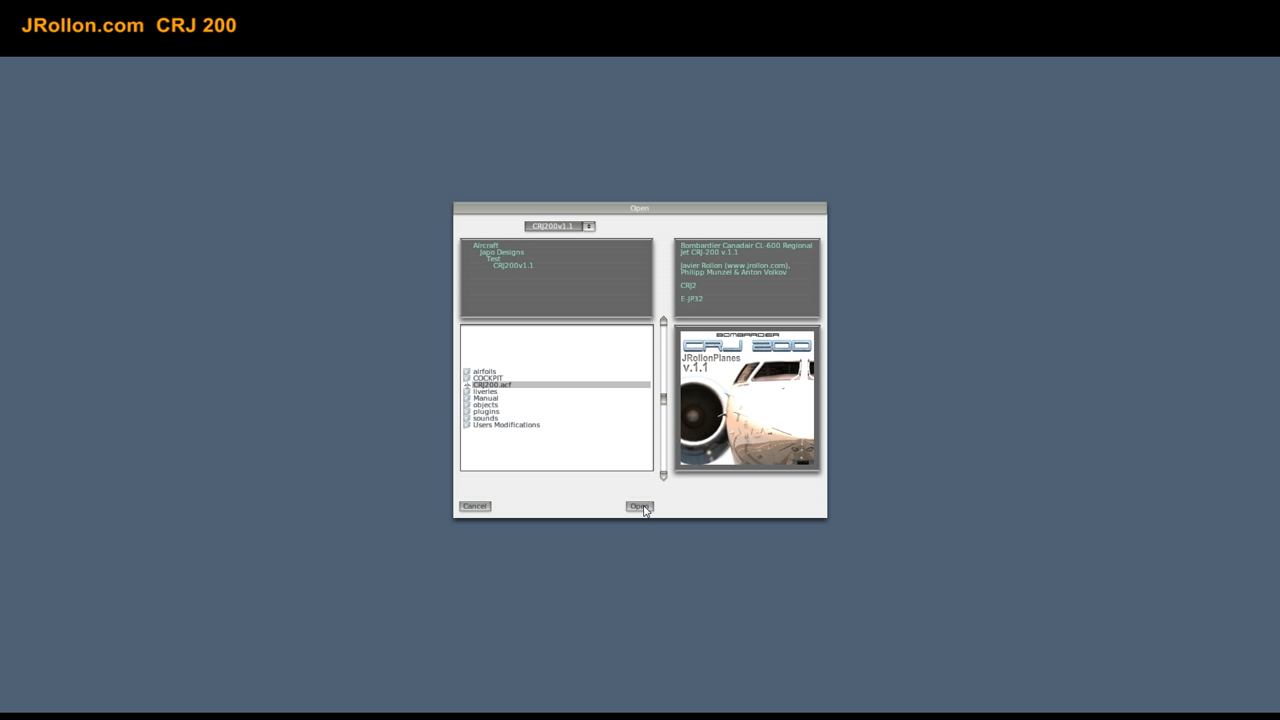 JRollon.com CRJ 200
Open
CRJ200v1.1
Aircraft
Japo Designs
Test
CRJ200v1.1
Bombardier Canadair CL-600 Regional
Jet CRJ-200 v.1.1
Javier Rollon (www.jrollon.com),
Philipp Munzel & Anton Volkov
CRJ2
E-JP32
airfoils
COCKPIT
CRJ200.acf
liveries
Manual
objects
plugins
sounds
Users Modifications
BOMBARDIER
CRJ 200
JRollonPlanes
v.1.1
Cancel
Open